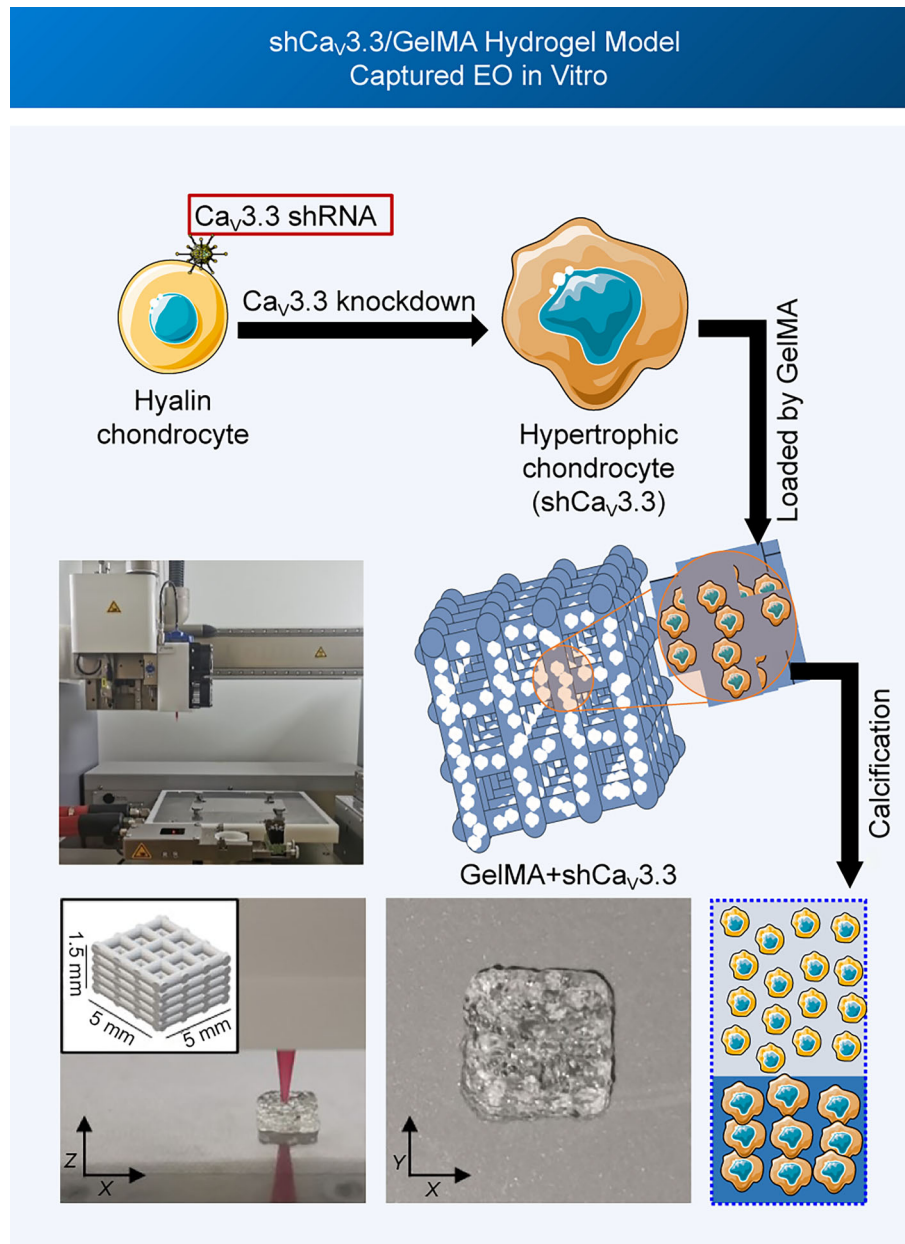 shCaV3.3/GelMA Hydrogel Model
Captured EO in Vitro
CaV3.3 shRNA
CaV3.3 knockdown
Hyalin
chondrocyte
Hypertrophic
chondrocyte
(shCaV3.3)
Loaded by GelMA
GelMA+shCaV3.3
Calcification
1.5 mm
5 mm
5 mm
Z
X
Y
X